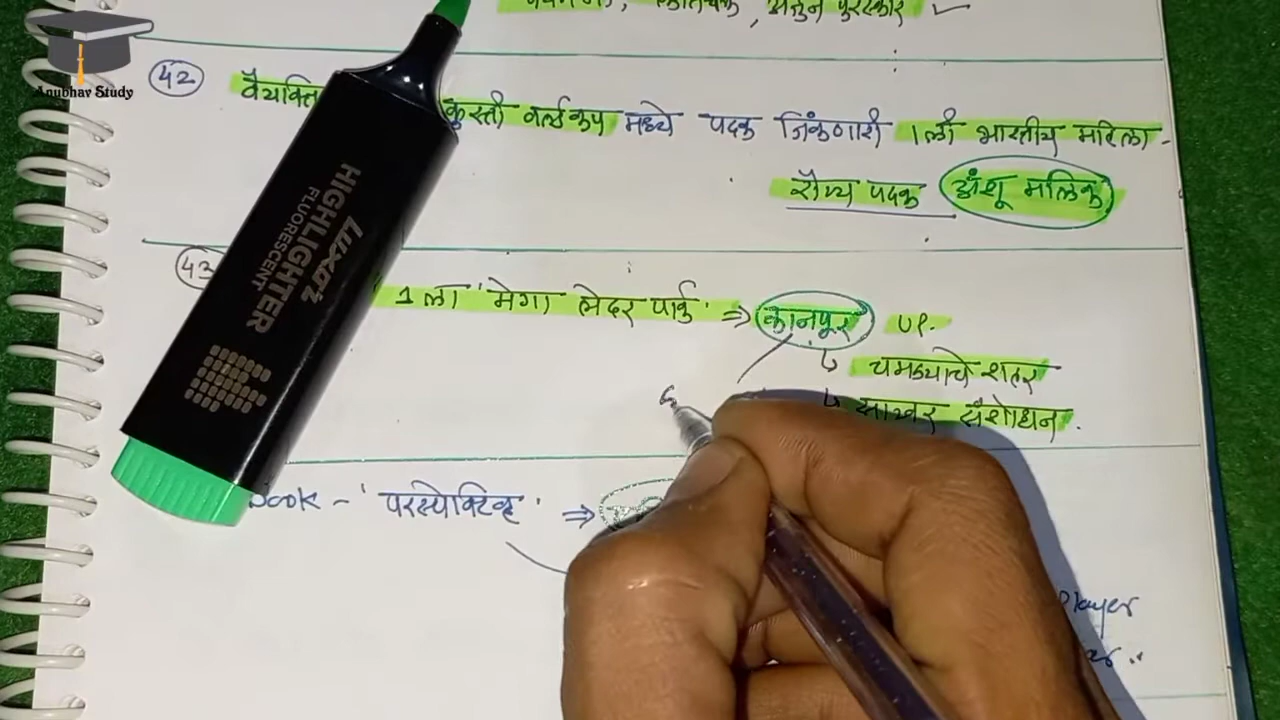 अर्जुन पुरस्कार
Anubhav Study
42 कुस्ती वर्ल्डकप मध्ये पदक जिंकणारी 1ली भारतीय महिला -
रौप्य पदक अंशू मलिक
43 1ला 'मेगा लेदर पार्क' ⇒ कानपूर UP.
↳ चमड्याचे शहर
↳ साखर संशोधन.
Book - 'परस्पेक्टिव्ह' ⇒
Player
Luxor
HIGHLIGHTER
FLUORESCENT